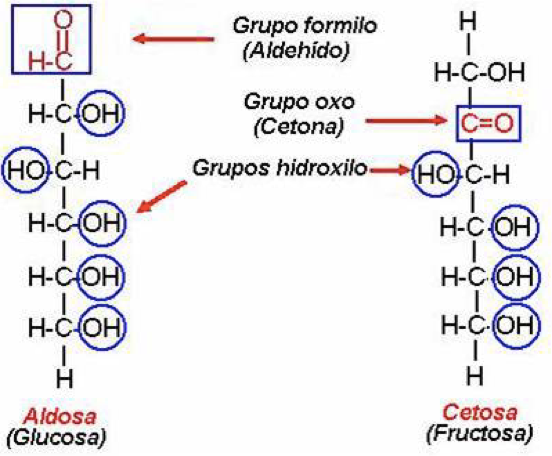 Grupo formilo
(Aldehído)
Grupo oxo
(Cetona)
Grupos hidroxilo
O
H-C
H-C-OH
HO-C-H
H-C-OH
H-C-OH
H-C-OH
H
Aldosa
(Glucosa)
H
H-C-OH
C=O
HO-C-H
H-C-OH
H-C-OH
H-C-OH
H
Cetosa
(Fructosa)